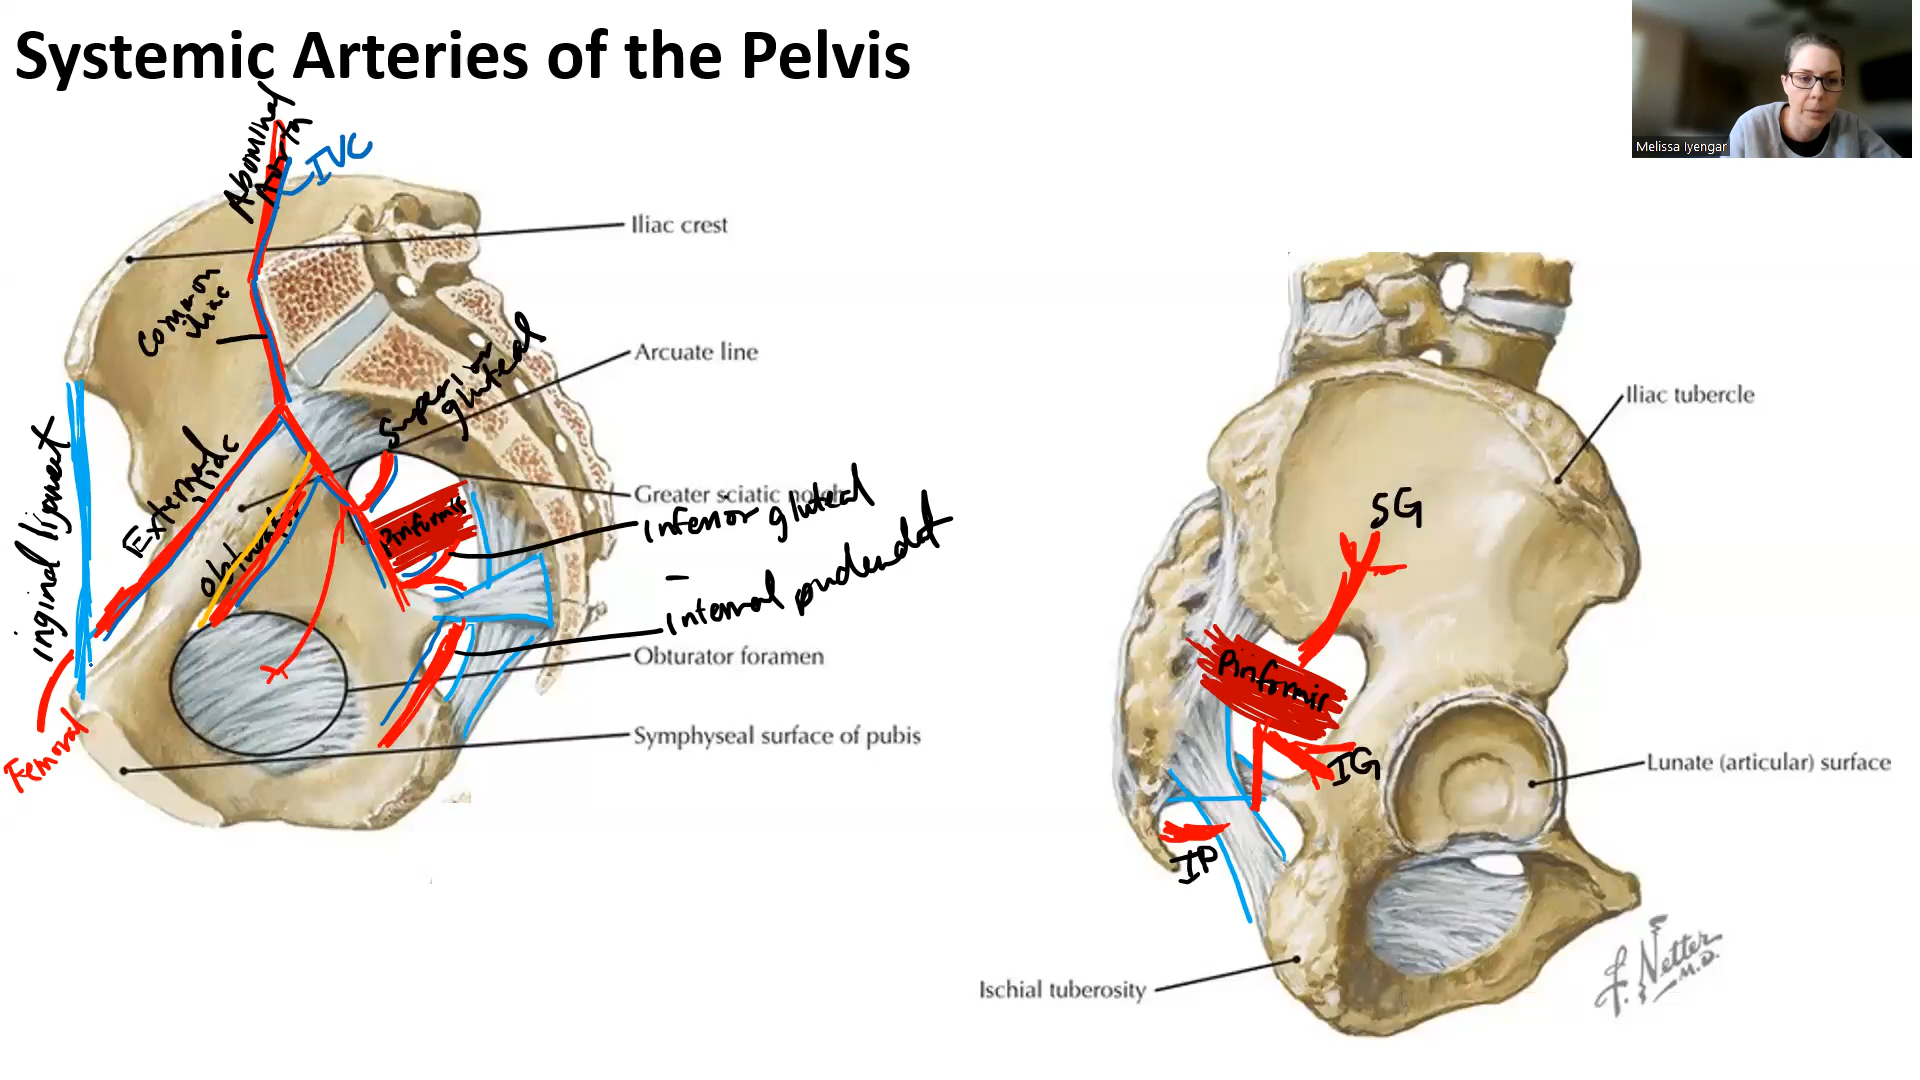 Systemic Arteries of the Pelvis
Melissa Iyengar
Abominal
Aorta
IVC
Iliac crest
Common
iliac
Arcuate line
Superior
gluteal
External
iliac
inginal ligament
Greater sciatic notch
Inferior gluteal
Piriformis
obturator
Internal pudendal
Obturator foramen
Symphyseal surface of pubis
Femoral
Iliac tubercle
SG
Piriformis
IG
Lunate (articular) surface
IP
Ischial tuberosity
F. Netter
M.D.